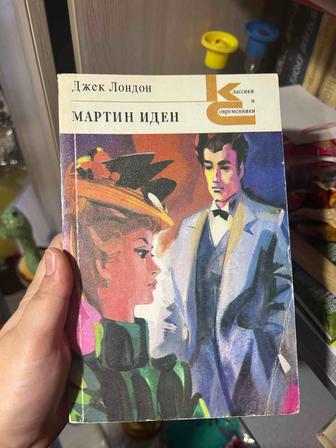 Джек Лондон
МАРТИН ИДЕН
Классики
и
Современники